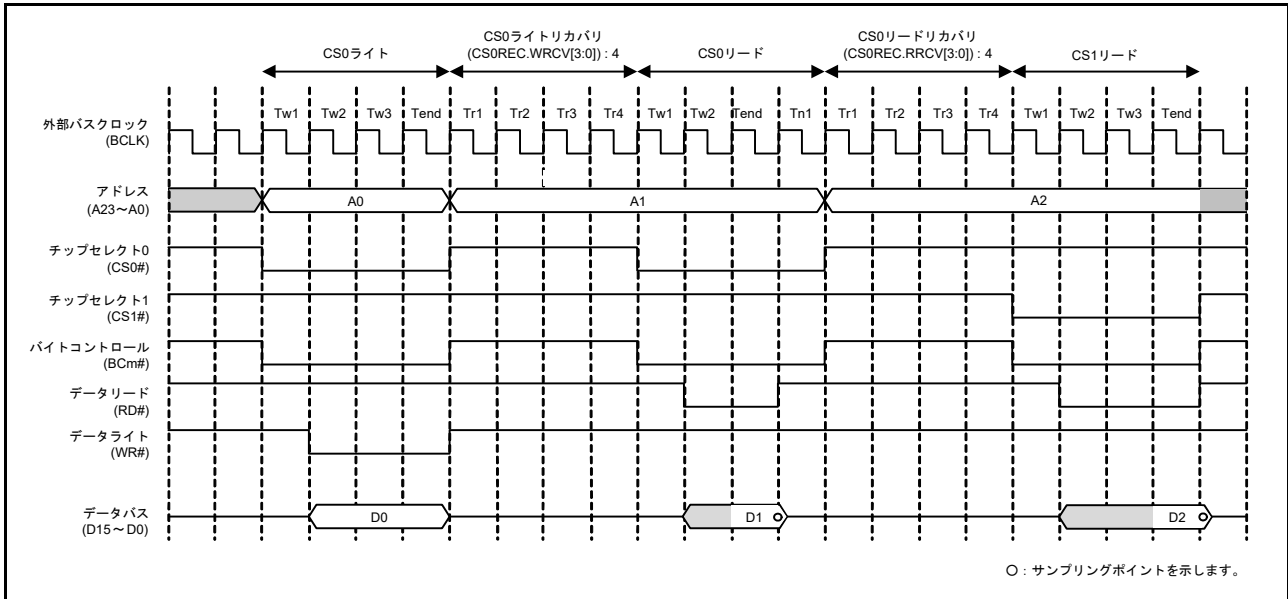 CS0ライト
CS0ライトリカバリ
(CS0REC.WRCV[3:0]) : 4
CS0リード
CS0リードリカバリ
(CS0REC.RRCV[3:0]) : 4
CS1リード
外部バスクロック
(BCLK)
Tw1 Tw2 Tw3 Tend Tr1 Tr2 Tr3 Tr4 Tw1 Tw2 Tend Tn1 Tr1 Tr2 Tr3 Tr4 Tw1 Tw2 Tw3 Tend
アドレス
(A23～A0)
A0 A1 A2
チップセレクト0
(CS0#)
チップセレクト1
(CS1#)
バイトコントロール
(BCm#)
データリード
(RD#)
データライト
(WR#)
データバス
(D15～D0)
D0 D1 D2
○ : サンプリングポイントを示します。